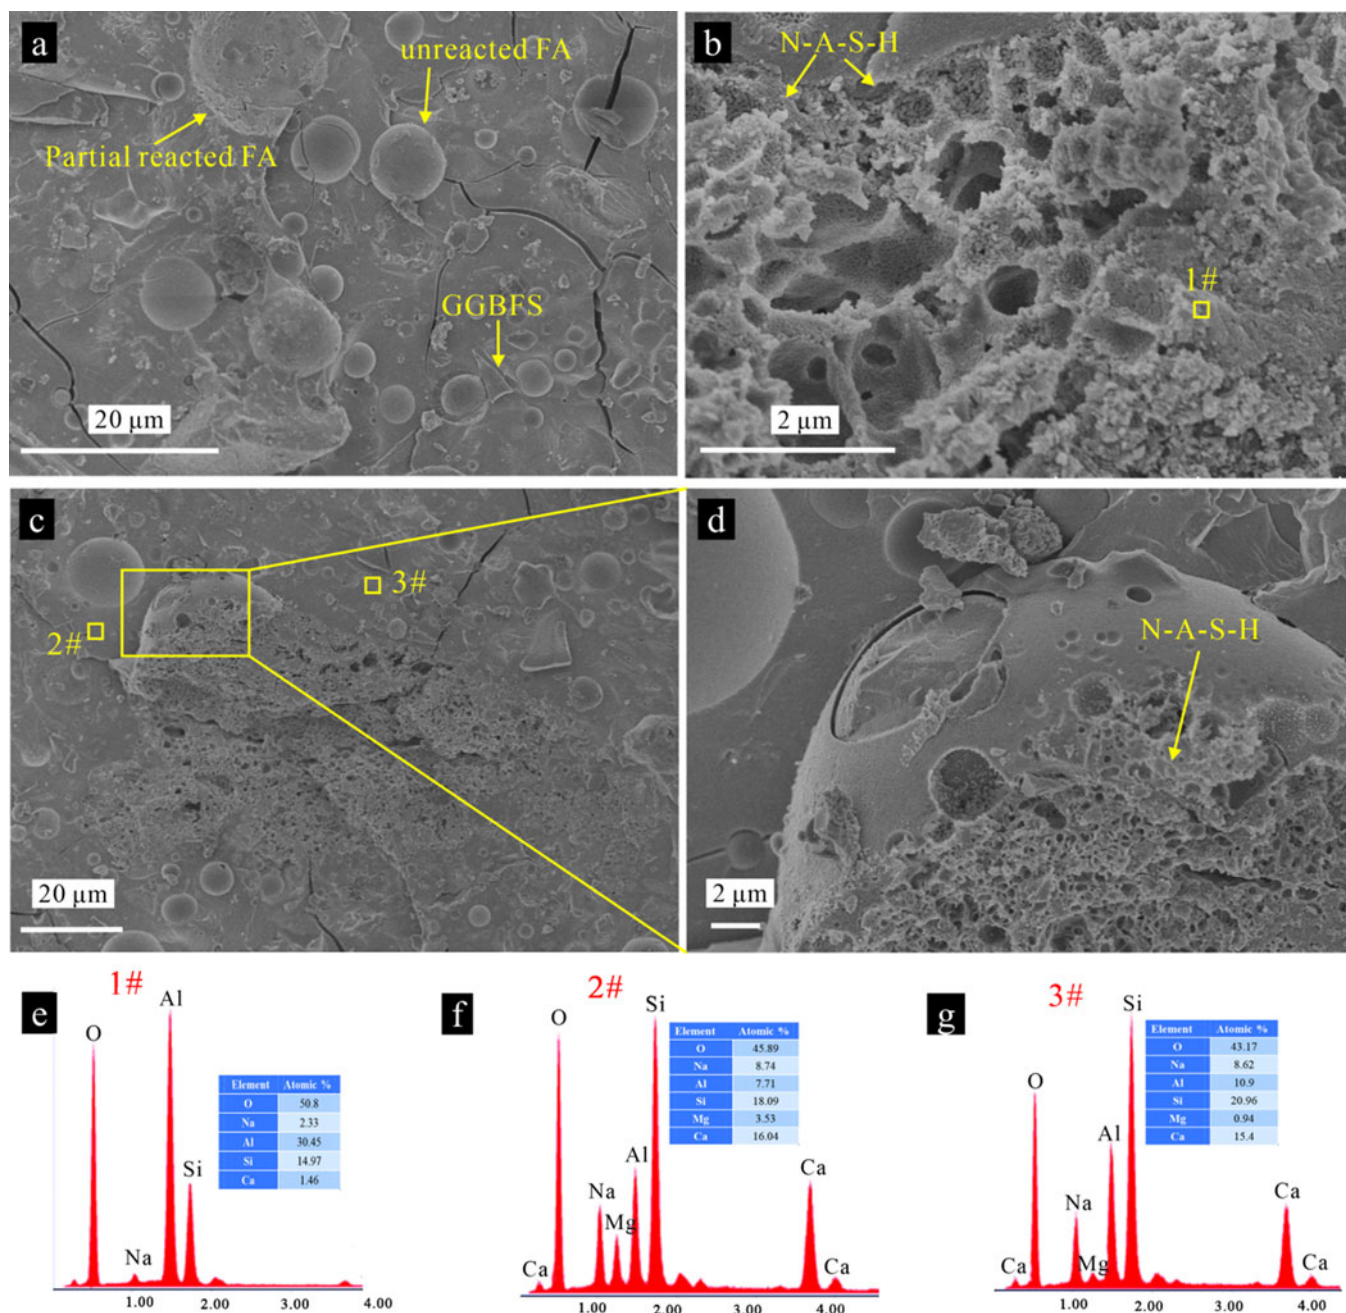 a
unreacted FA
Partial reacted FA
GGBFS
20 μm
b
N-A-S-H
1#
2 μm
c
3#
2#
20 μm
d
N-A-S-H
2 μm
e
1#
O
Al
Si
Na
Element Atomic %
O 50.8
Na 2.33
Al 30.45
Si 14.97
Ca 1.46
1.00 2.00 3.00 4.00
f
2#
O
Si
Al
Na
Mg
Ca
Ca
Ca
Element Atomic %
O 45.89
Na 8.74
Al 7.71
Si 18.09
Mg 3.53
Ca 16.04
1.00 2.00 3.00 4.00
g
3#
Si
O
Al
Na
Mg
Ca
Ca
Ca
Element Atomic %
O 43.17
Na 8.62
Al 10.9
Si 20.96
Mg 0.94
Ca 15.4
1.00 2.00 3.00 4.00